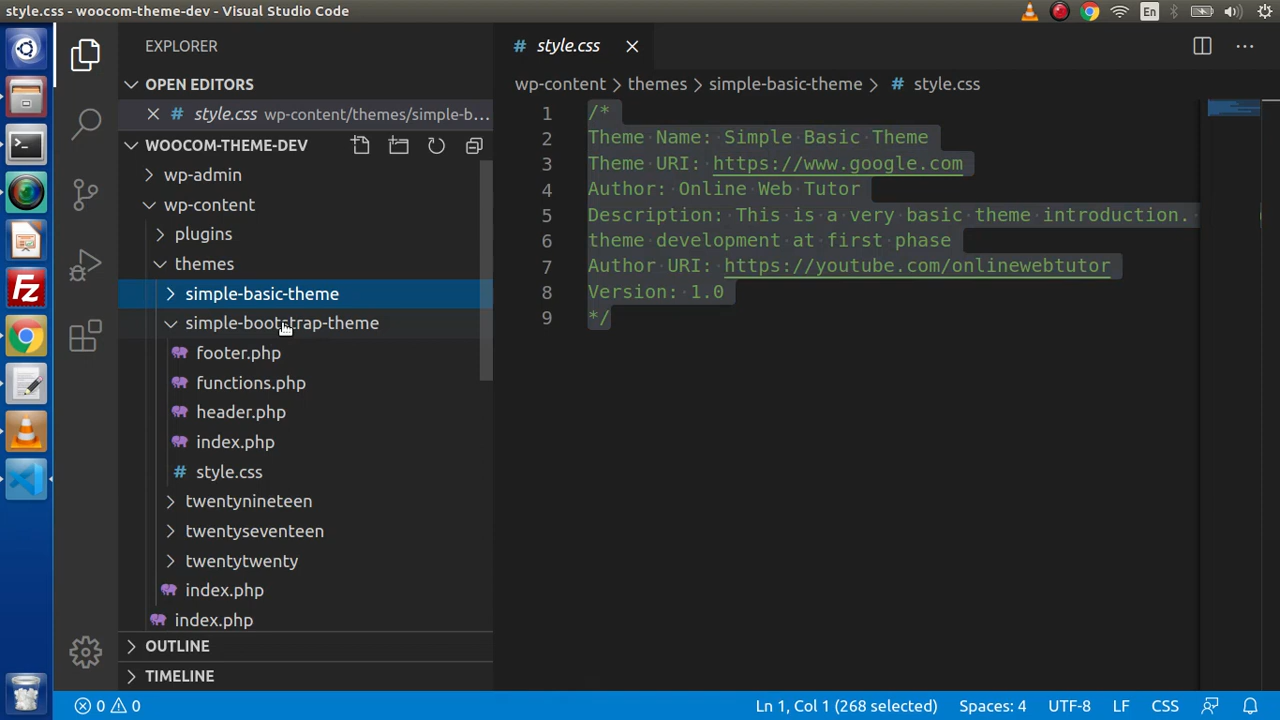 style.css - woocom-theme-dev - Visual Studio Code
En
EXPLORER
OPEN EDITORS
style.css wp-content/themes/simple-b...
WOOCOM-THEME-DEV
wp-admin
wp-content
plugins
themes
simple-basic-theme
simple-bootstrap-theme
footer.php
functions.php
header.php
index.php
style.css
twentynineteen
twentyseventeen
twentytwenty
index.php
index.php
OUTLINE
TIMELINE
style.css
wp-content > themes > simple-basic-theme > # style.css
1 /*
2 Theme Name: Simple Basic Theme
3 Theme URI: https://www.google.com
4 Author: Online Web Tutor
5 Description: This is a very basic theme introduction.
6 theme development at first phase
7 Author URI: https://youtube.com/onlinewebtutor
8 Version: 1.0
9 */
0 0 Ln 1, Col 1 (268 selected) Spaces: 4 UTF-8 LF CSS